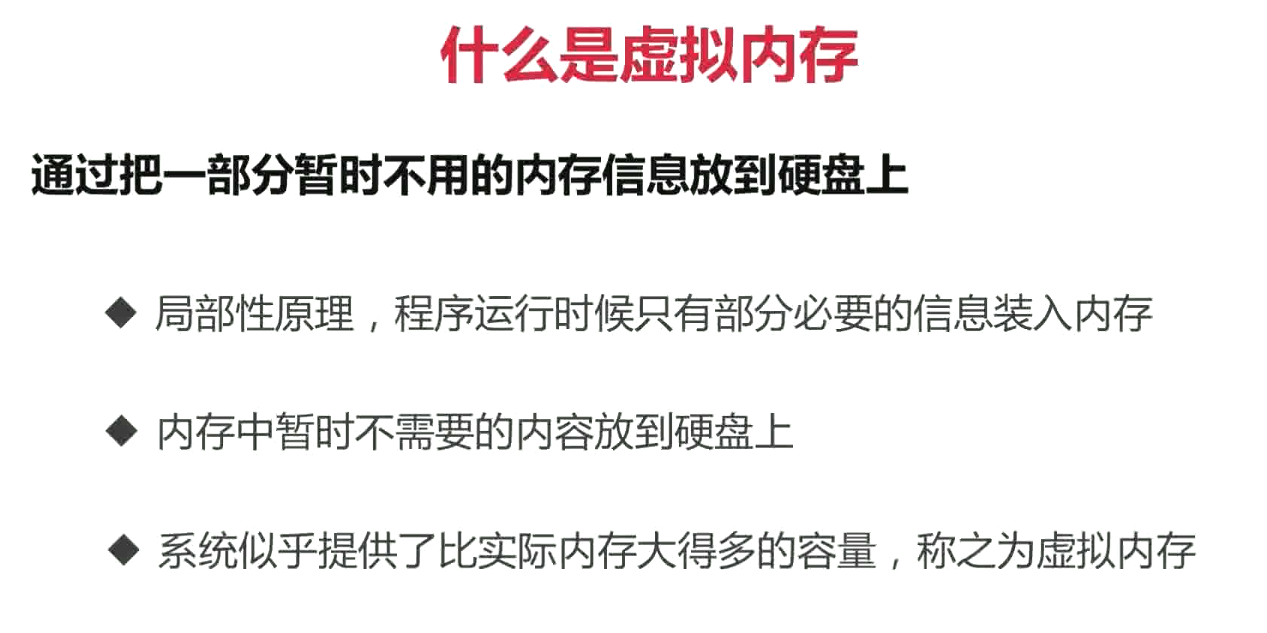 什么是虚拟内存
通过把一部分暂时不用的内存信息放到硬盘上
◆ 局部性原理，程序运行时候只有部分必要的信息装入内存
◆ 内存中暂时不需要的内容放到硬盘上
◆ 系统似乎提供了比实际内存大得多的容量，称之为虚拟内存